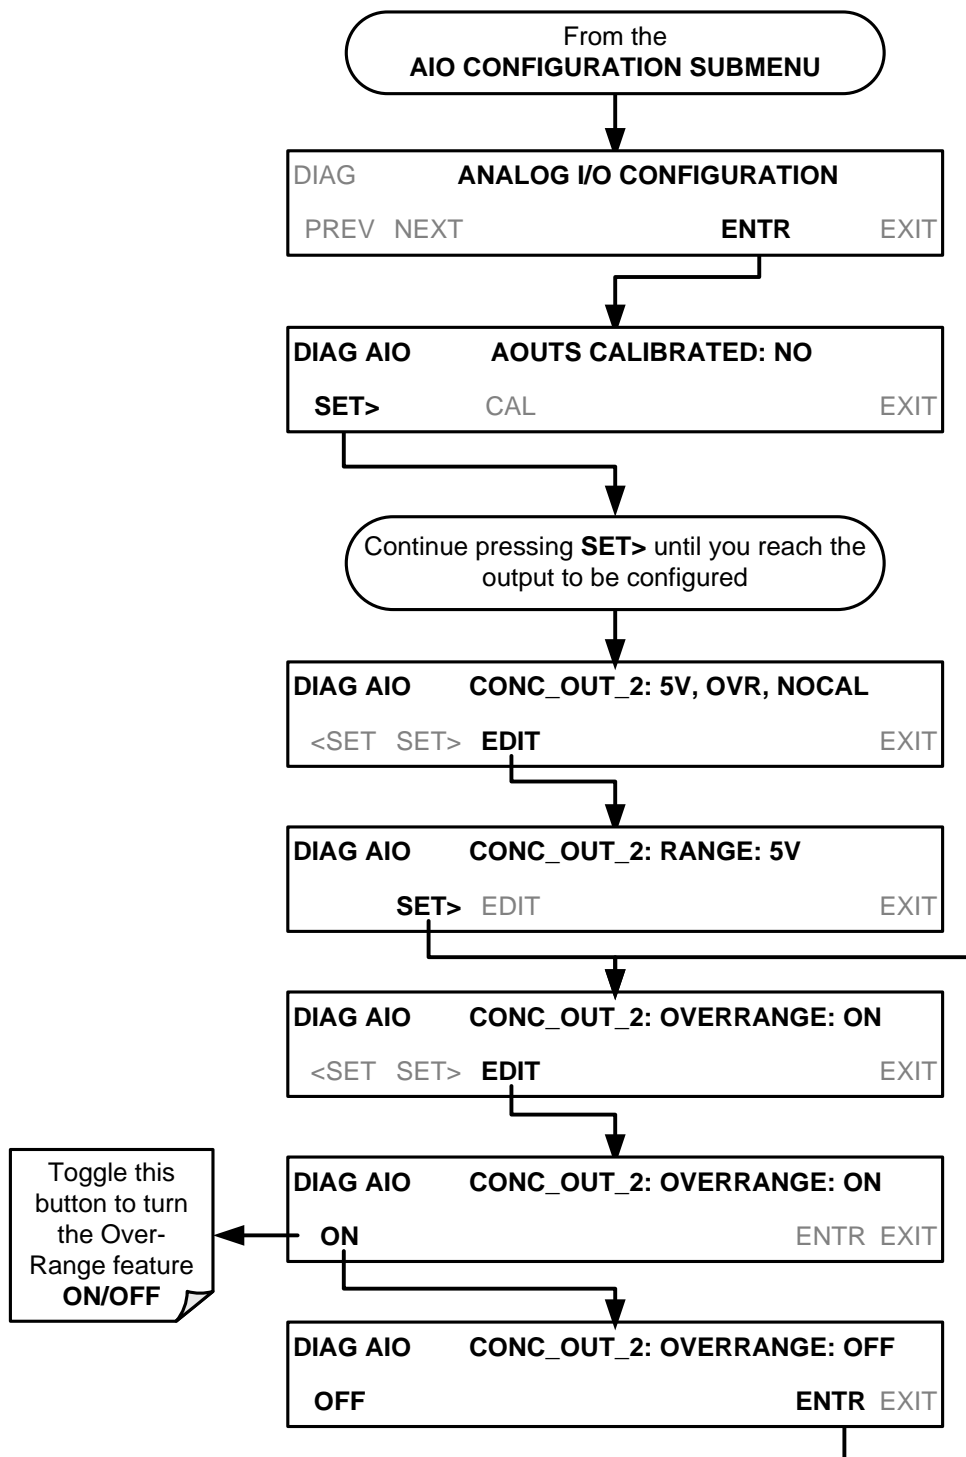 From the
AIO CONFIGURATION SUBMENU
DIAG ANALOG I/O CONFIGURATION
PREV NEXT ENTR EXIT
DIAG AIO AOUTS CALIBRATED: NO
SET> CAL EXIT
Continue pressing SET> until you reach the
output to be configured
DIAG AIO CONC_OUT_2: 5V, OVR, NOCAL
<SET SET> EDIT EXIT
DIAG AIO CONC_OUT_2: RANGE: 5V
SET> EDIT EXIT
DIAG AIO CONC_OUT_2: OVERRANGE: ON
<SET SET> EDIT EXIT
Toggle this
button to turn
the Over-
Range feature
ON/OFF
DIAG AIO CONC_OUT_2: OVERRANGE: ON
ON ENTR EXIT
DIAG AIO CONC_OUT_2: OVERRANGE: OFF
OFF ENTR EXIT